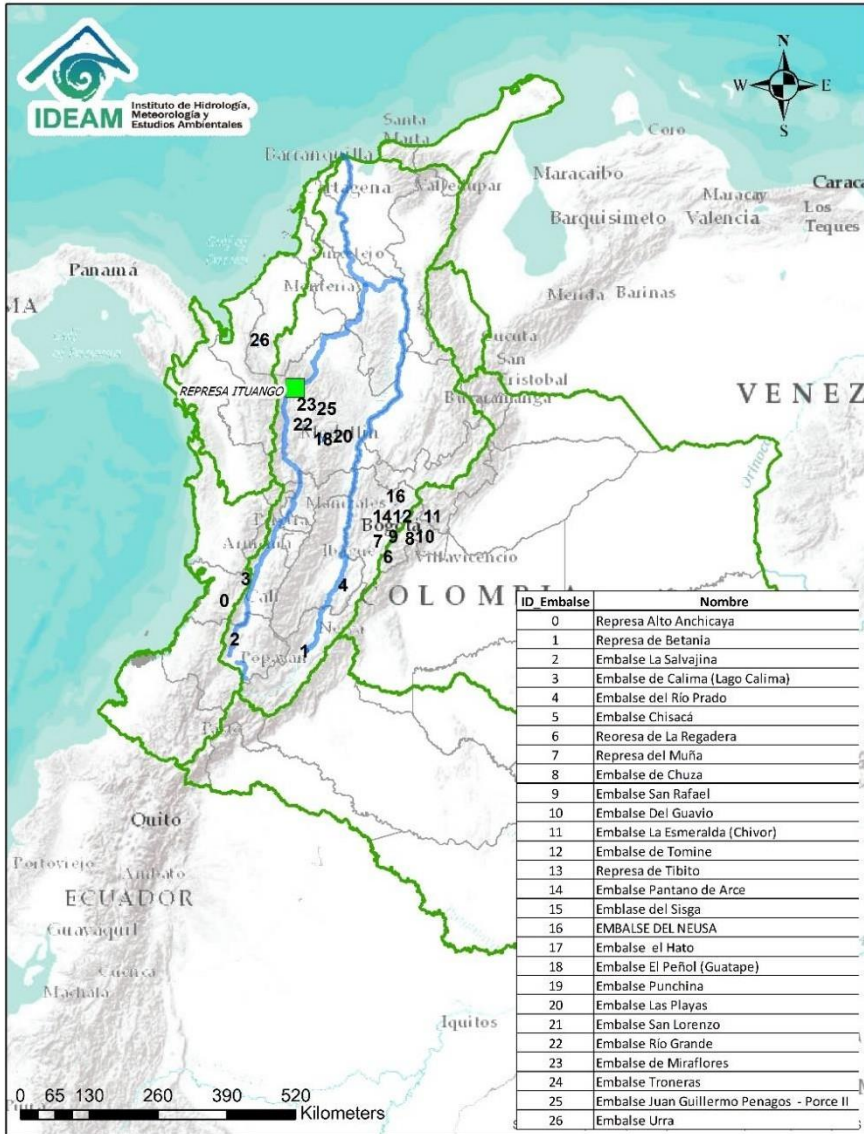 IDEAM
Instituto de Hidrología,
Meteorología y
Estudios Ambientales
N
W
E
S
Santa
Marta
Barranquilla
Cartagena
Valledupar
Coro
Maracaibo
Maracay
Caraca
Barquisimeto
Valencia
Los
Teques
Sincelejo
Panamá
Montería
Merida
Barinas
MA
Cucuta
San
Cristobal
26
REPRESA ITUANGO
Bucaramanga
VENEZ
23
25
22
Medellin
18
20
Orinoco
16
Manizales
14
12
11
Bogota
Armenia
Ibague
7
9
8
10
6
Villavicencio
3
4
0
Cali
COLOMBIA
2
Neiva
1
Popayan
Pasto
Quito
Portoviejo
Ambato
ECUADOR
Guayaquil
Cuenca
Machala
Iquitos
ID_Embalse Nombre
0 Represa Alto Anchicaya
1 Represa de Betania
2 Embalse La Salvajina
3 Embalse de Calima (Lago Calima)
4 Embalse del Río Prado
5 Embalse Chisacá
6 Reoresa de La Regadera
7 Represa del Muña
8 Embalse de Chuza
9 Embalse San Rafael
10 Embalse Del Guavio
11 Embalse La Esmeralda (Chivor)
12 Embalse de Tomine
13 Represa de Tibito
14 Embalse Pantano de Arce
15 Emblase del Sisga
16 EMBALSE DEL NEUSA
17 Embalse el Hato
18 Embalse El Peñol (Guatape)
19 Embalse Punchina
20 Embalse Las Playas
21 Embalse San Lorenzo
22 Embalse Río Grande
23 Embalse de Miraflores
24 Embalse Troneras
25 Embalse Juan Guillermo Penagos - Porce II
26 Embalse Urra
0 65 130 260 390 520
Kilometers